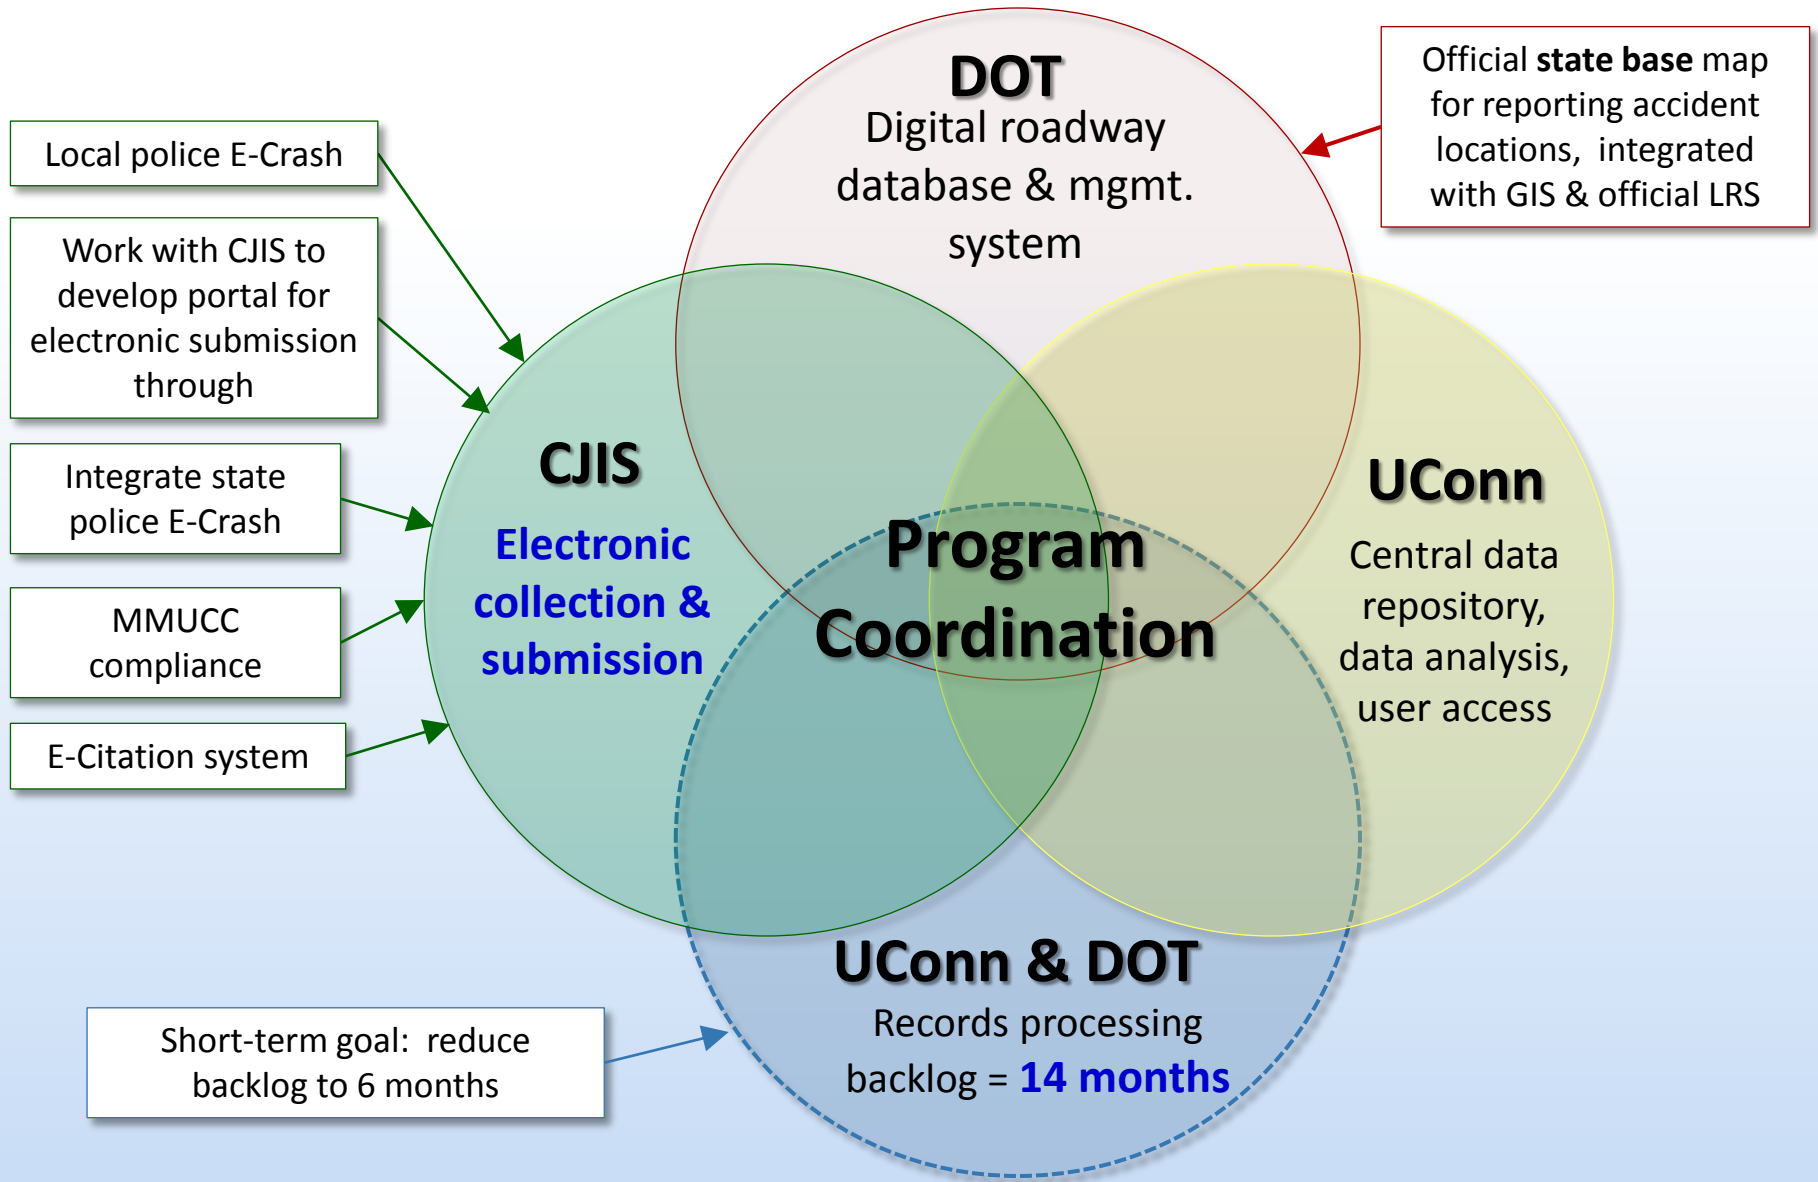 DOT
Digital roadway
database & mgmt.
system
Official state base map
for reporting accident
locations,  integrated
with GIS & official LRS
Local police E-Crash
Work with CJIS to
develop portal for
electronic submission
through
Integrate state
police E-Crash
MMUCC
compliance
E-Citation system
CJIS
Electronic
collection &
submission
Program
Coordination
UConn
Central data
repository,
data analysis,
user access
UConn & DOT
Records processing
backlog = 14 months
Short-term goal:  reduce
backlog to 6 months